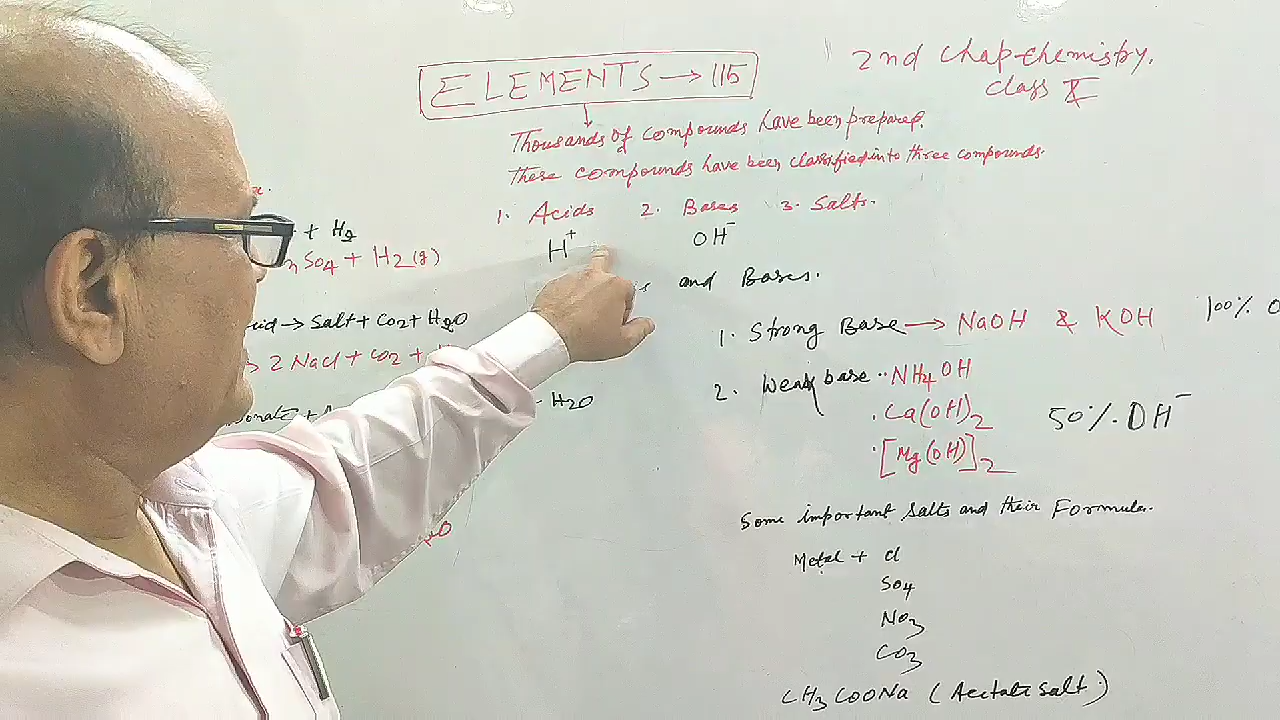 2nd Chap-chemistry.
class X
ELEMENTS → 115
Thousands of compounds have been prepared.
These compounds have been classified into three compounds.
1. Acids 2. Bases 3. Salts.
H+ OH-
and Bases.
+ H2
SO4 + H2(g)
→ Salt + CO2 + H2O
2 NaCl + CO2 +
H2O
1. Strong Base → NaOH & KOH 100%
2. Weak base .. NH4OH
. Ca(OH)2 50%. OH-
. [Mg(OH)]2
Some important salts and their Formula.
Metal + Cl
SO4
NO3
CO3
CH3COONa (Acetate salt.)